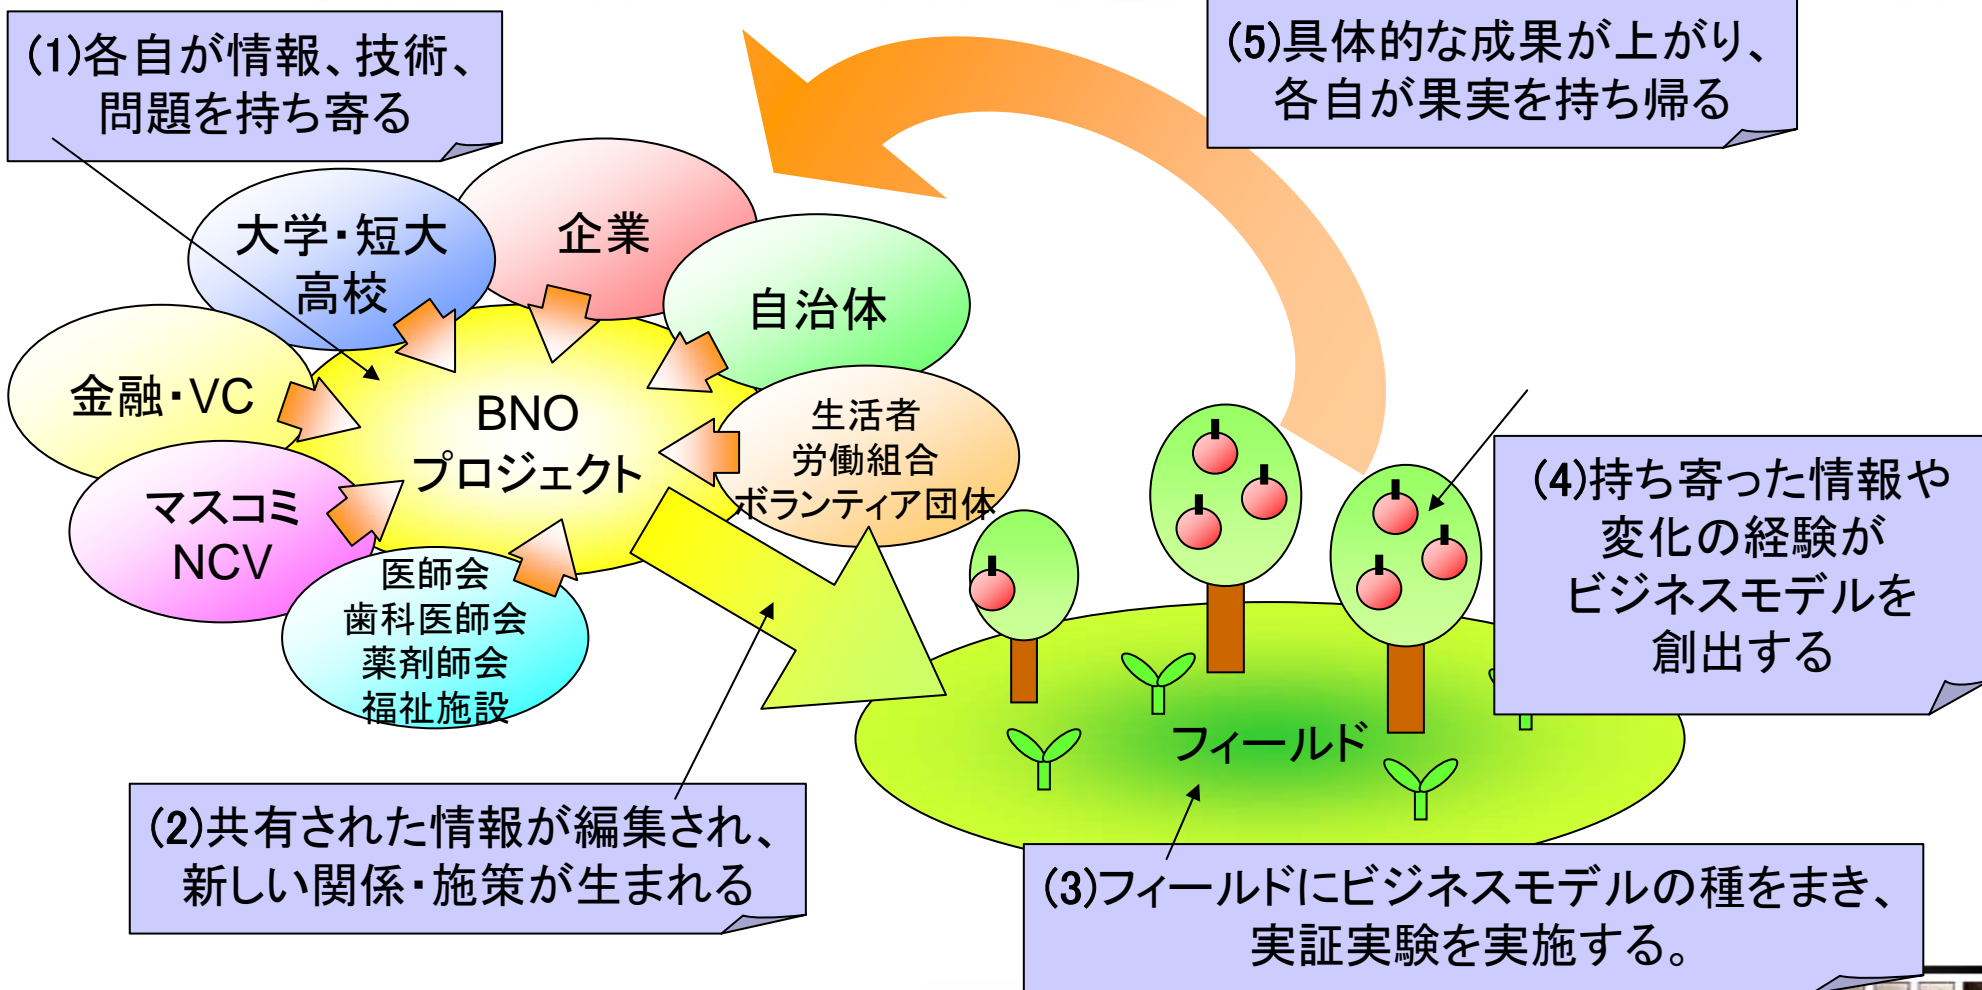 (1)各自が情報、技術、
問題を持ち寄る
(5)具体的な成果が上がり、
各自が果実を持ち帰る
大学・短大
高校
企業
自治体
金融・VC
BNO
プロジェクト
生活者
労働組合
ボランティア団体
マスコミ
NCV
医師会
歯科医師会
薬剤師会
福祉施設
(4)持ち寄った情報や
変化の経験が
ビジネスモデルを
創出する
フィールド
(2)共有された情報が編集され、
新しい関係・施策が生まれる
(3)フィールドにビジネスモデルの種をまき、
実証実験を実施する。